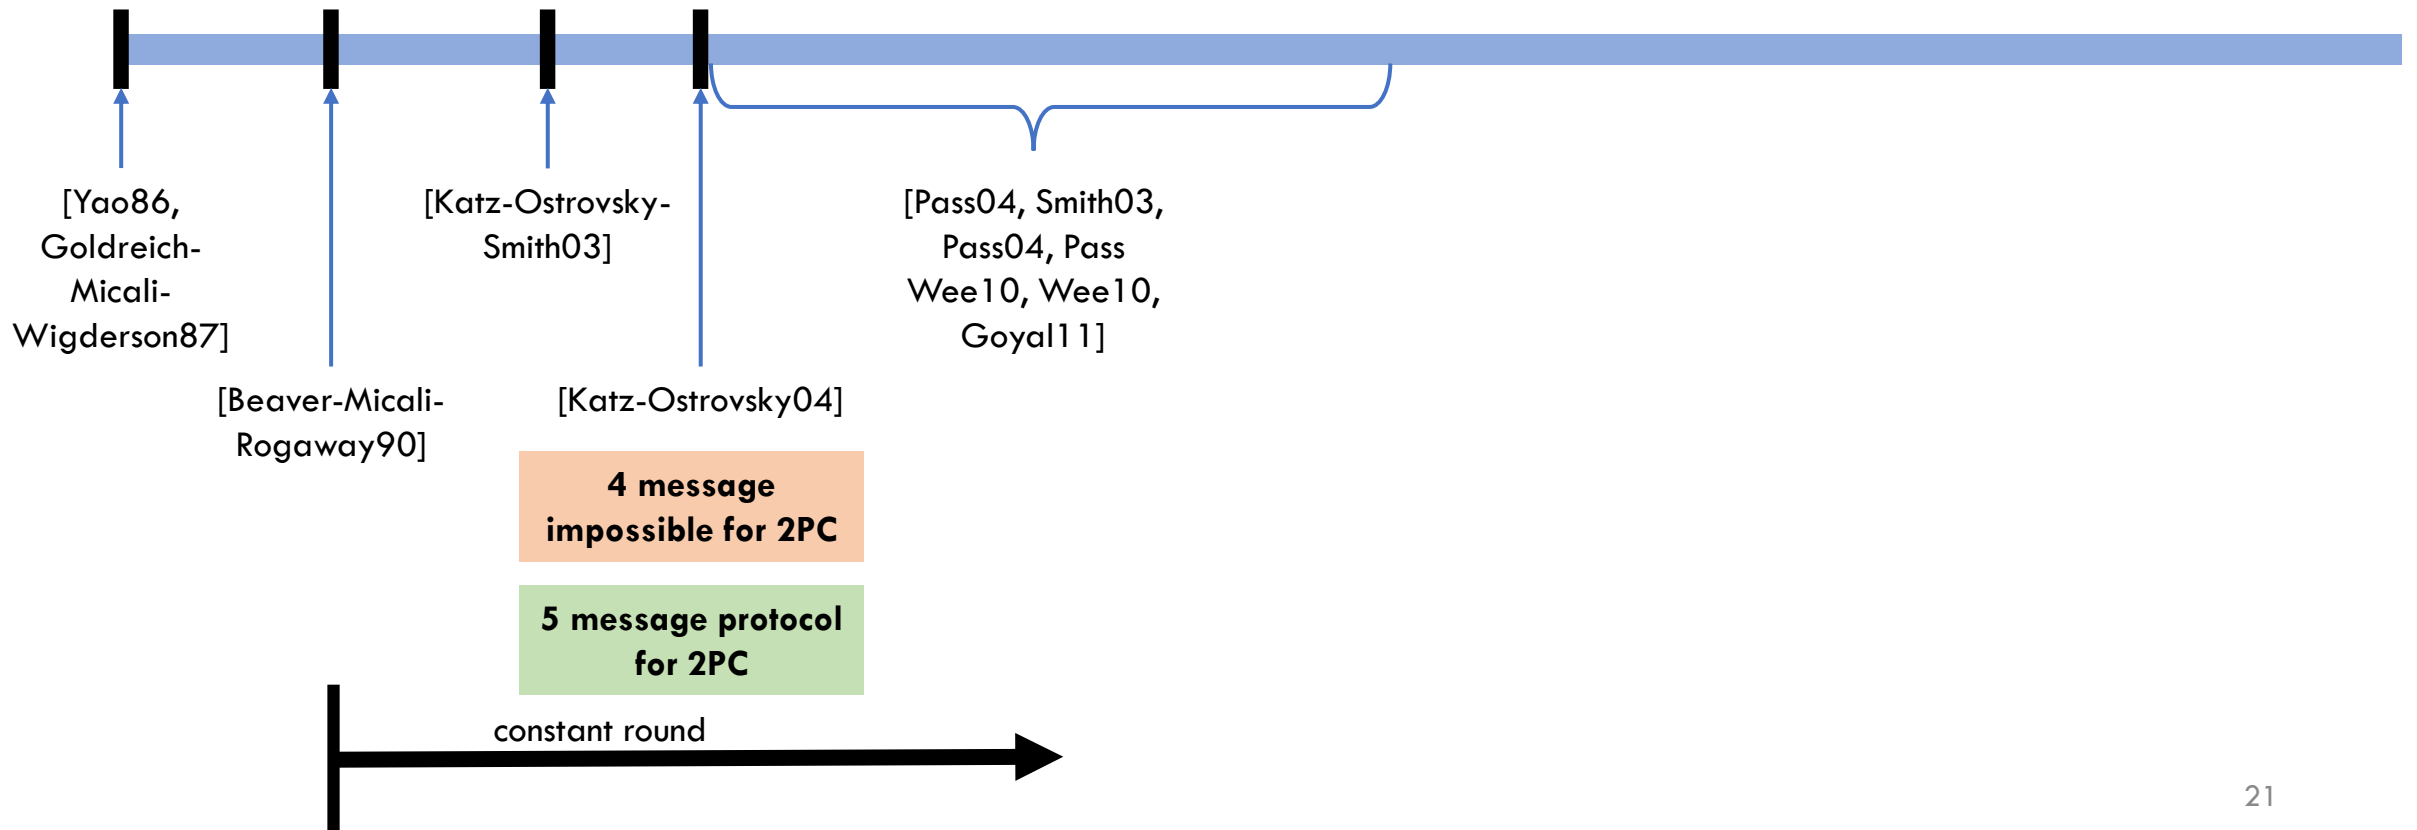 [Yao86,
Goldreich-
Micali-
Wigderson87]
[Katz-Ostrovsky-
Smith03]
[Pass04, Smith03,
Pass04, Pass
Wee10, Wee10,
Goyal11]
[Beaver-Micali-
Rogaway90]
[Katz-Ostrovsky04]
4 message
impossible for 2PC
5 message protocol
for 2PC
constant round
21